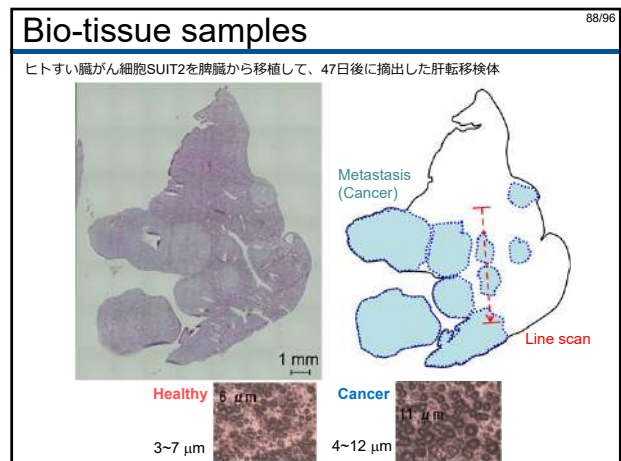 88/96
Bio-tissue samples
ヒトすい臓がん細胞SUIT2を脾臓から移植して、47日後に摘出した肝転移検体
Metastasis
(Cancer)
Line scan
1 mm
Healthy
6 μm
3~7 μm
Cancer
11 μm
4~12 μm